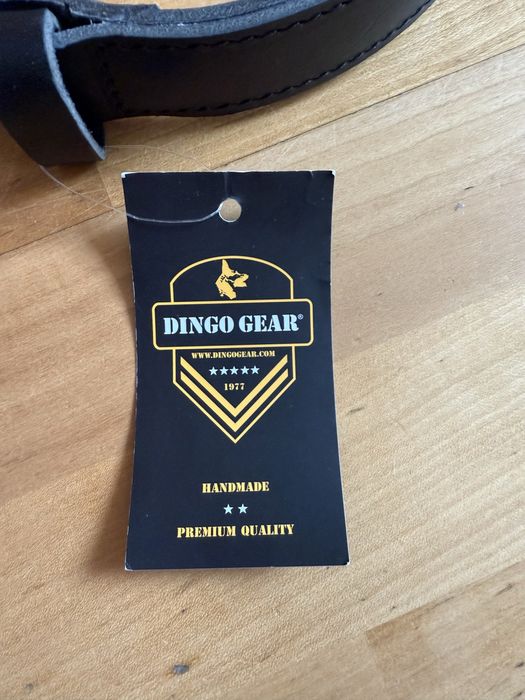 DINGO GEAR®
WWW.DINGOGEAR.COM
★★★★★
1977
HANDMADE
★★
PREMIUM QUALITY